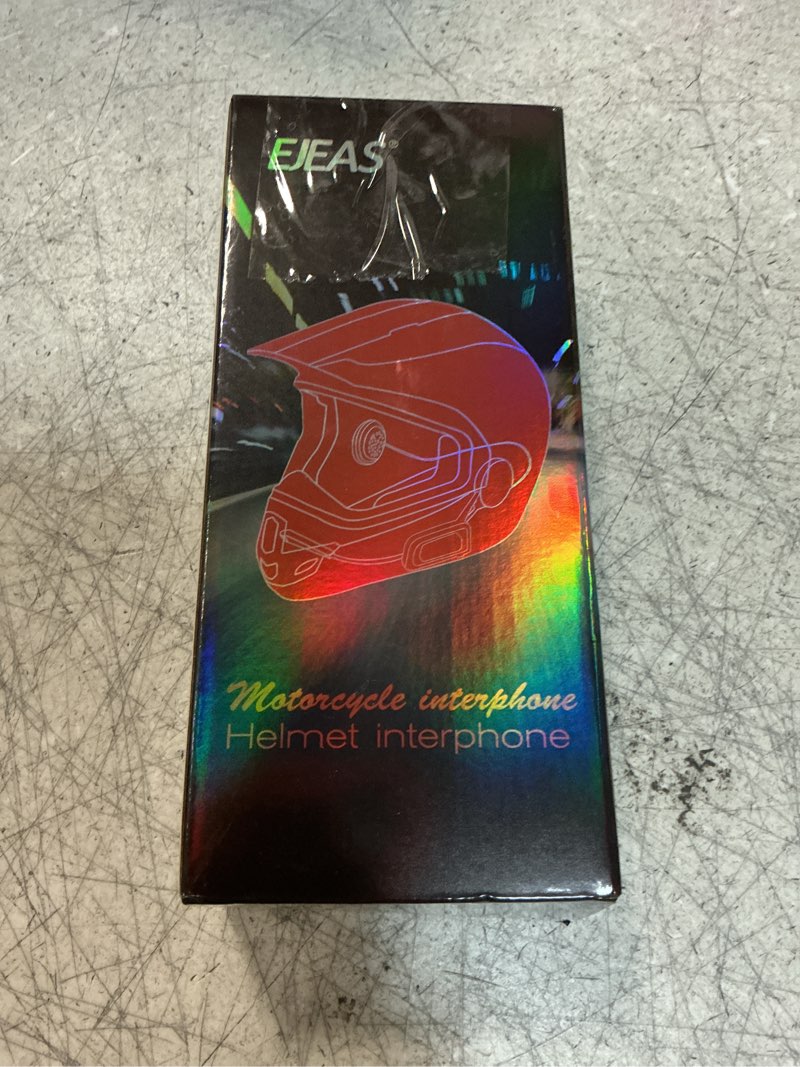 EJEAS®
Motorcycle interphone
Helmet interphone